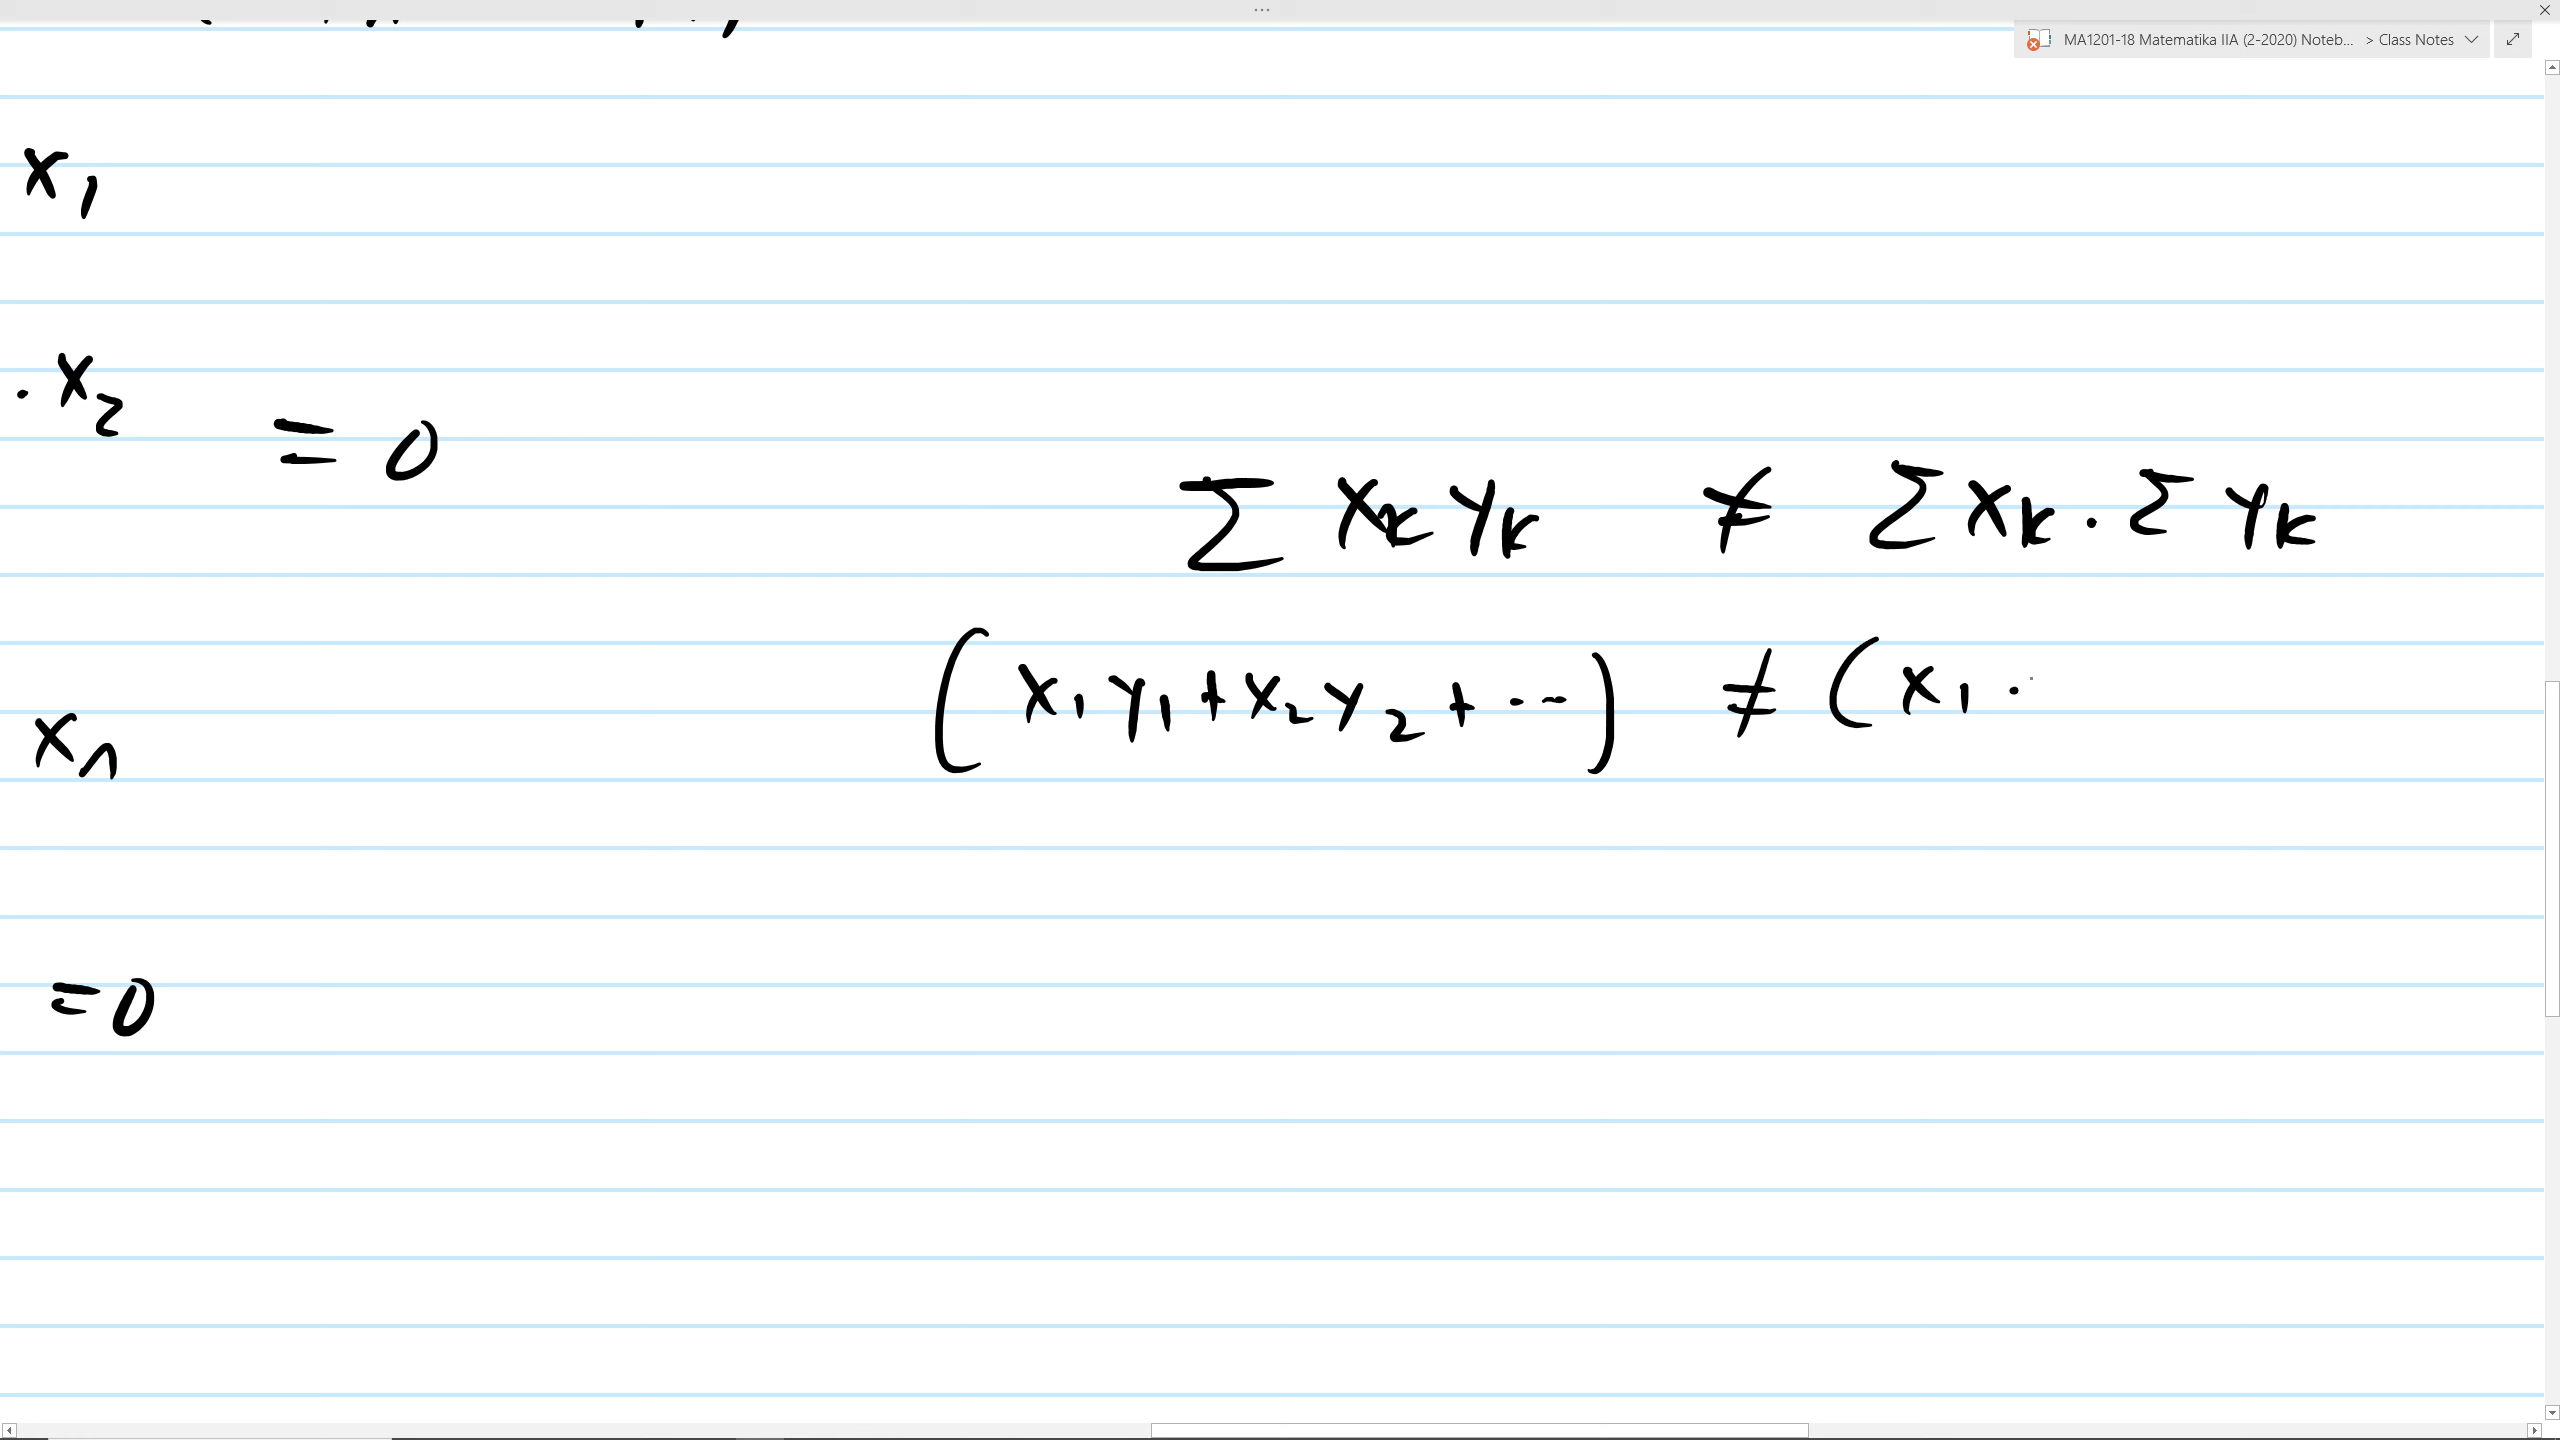 ...
MA1201-18 Matematika IIA (2-2020) Noteb... > Class Notes
x₁
. x₂ = 0
∑ xₖ yₖ ≠ ∑ xₖ . ∑ yₖ
( x₁ y₁ + x₂ y₂ + ... ) ≠ ( x₁ .
xₙ
= 0